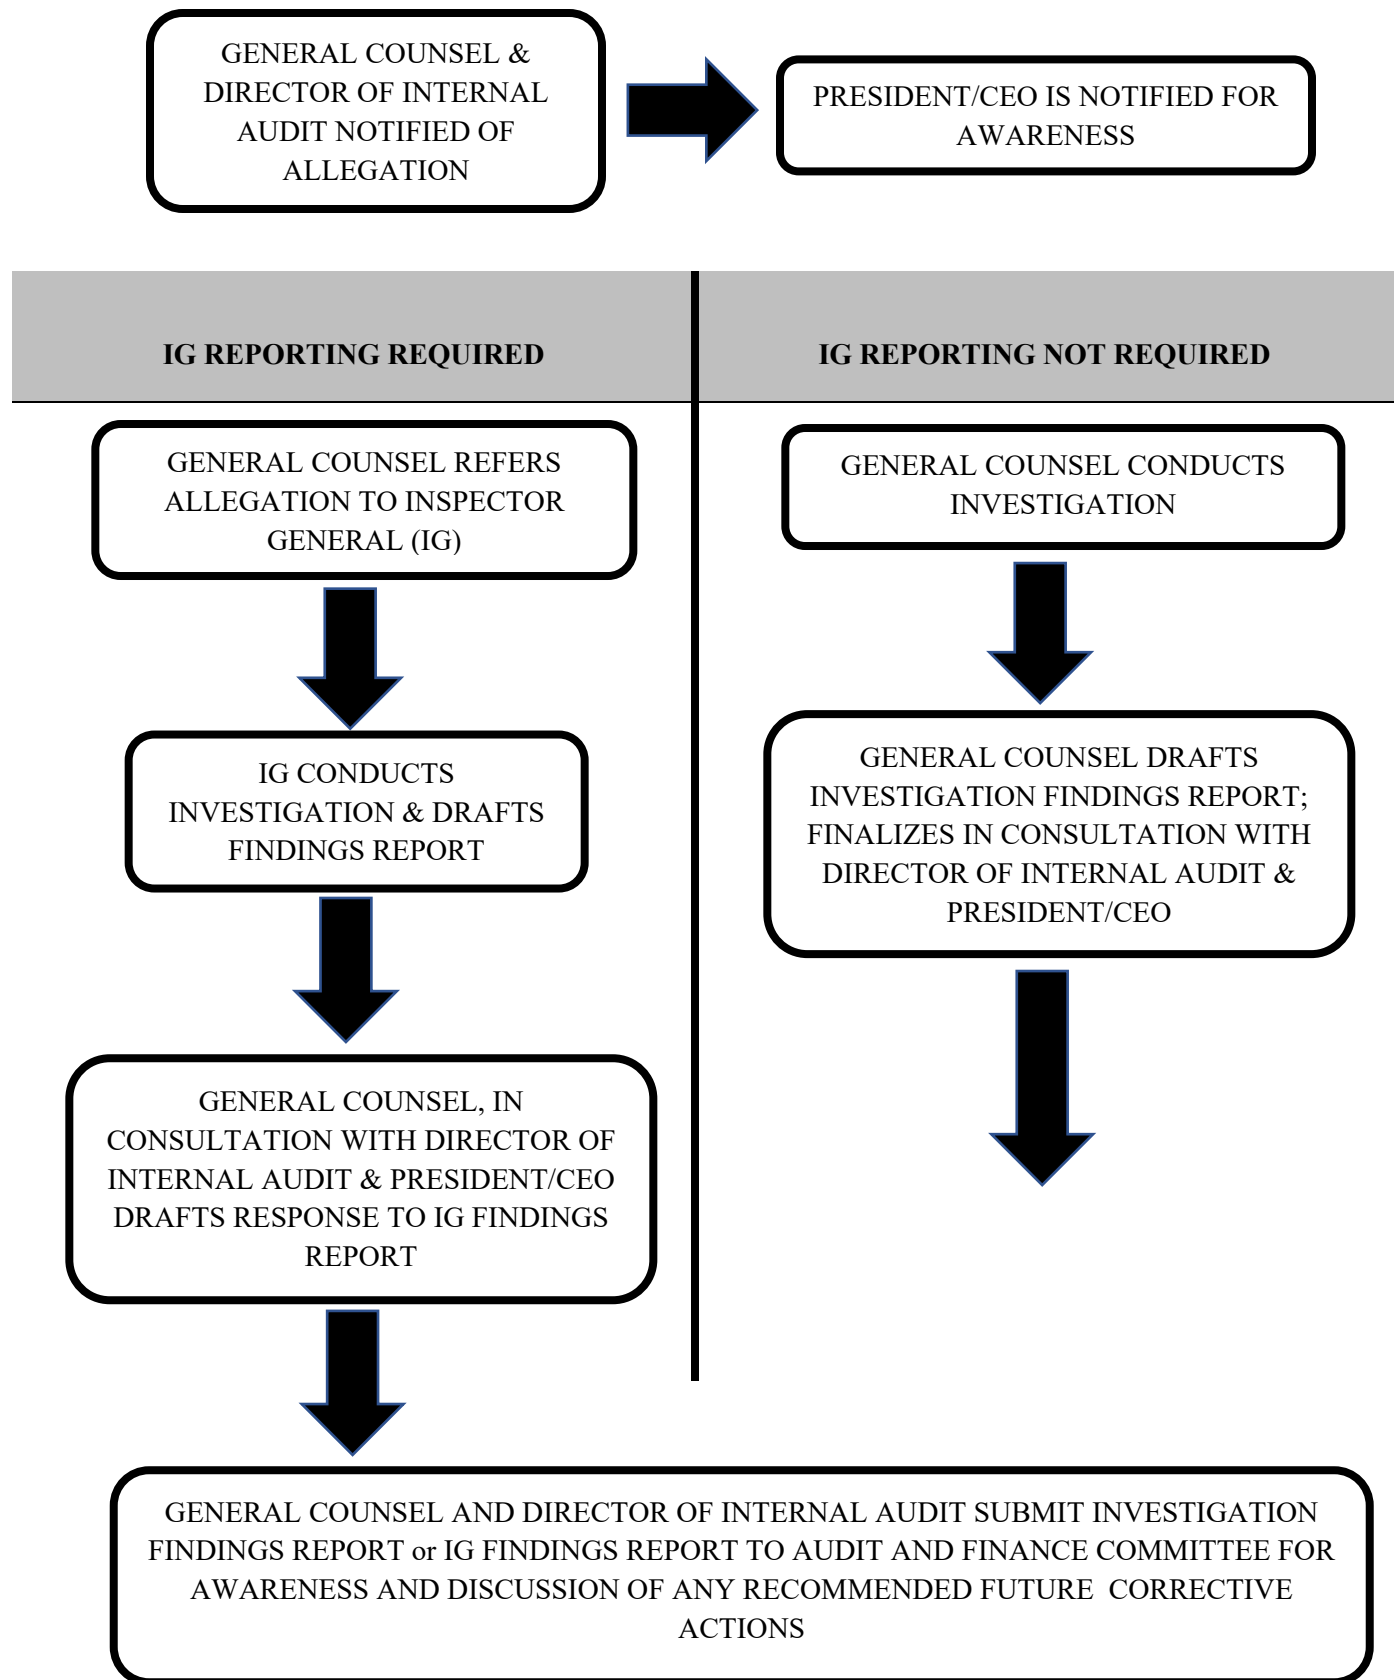 GENERAL COUNSEL &
DIRECTOR OF INTERNAL
AUDIT NOTIFIED OF
ALLEGATION
PRESIDENT/CEO IS NOTIFIED FOR
AWARENESS
IG REPORTING REQUIRED
IG REPORTING NOT REQUIRED
GENERAL COUNSEL REFERS
ALLEGATION TO INSPECTOR
GENERAL (IG)
IG CONDUCTS
INVESTIGATION & DRAFTS
FINDINGS REPORT
GENERAL COUNSEL, IN
CONSULTATION WITH DIRECTOR OF
INTERNAL AUDIT & PRESIDENT/CEO
DRAFTS RESPONSE TO IG FINDINGS
REPORT
GENERAL COUNSEL CONDUCTS
INVESTIGATION
GENERAL COUNSEL DRAFTS
INVESTIGATION FINDINGS REPORT;
FINALIZES IN CONSULTATION WITH
DIRECTOR OF INTERNAL AUDIT &
PRESIDENT/CEO
GENERAL COUNSEL AND DIRECTOR OF INTERNAL AUDIT SUBMIT INVESTIGATION
FINDINGS REPORT or IG FINDINGS REPORT TO AUDIT AND FINANCE COMMITTEE FOR
AWARENESS AND DISCUSSION OF ANY RECOMMENDED FUTURE  CORRECTIVE
ACTIONS